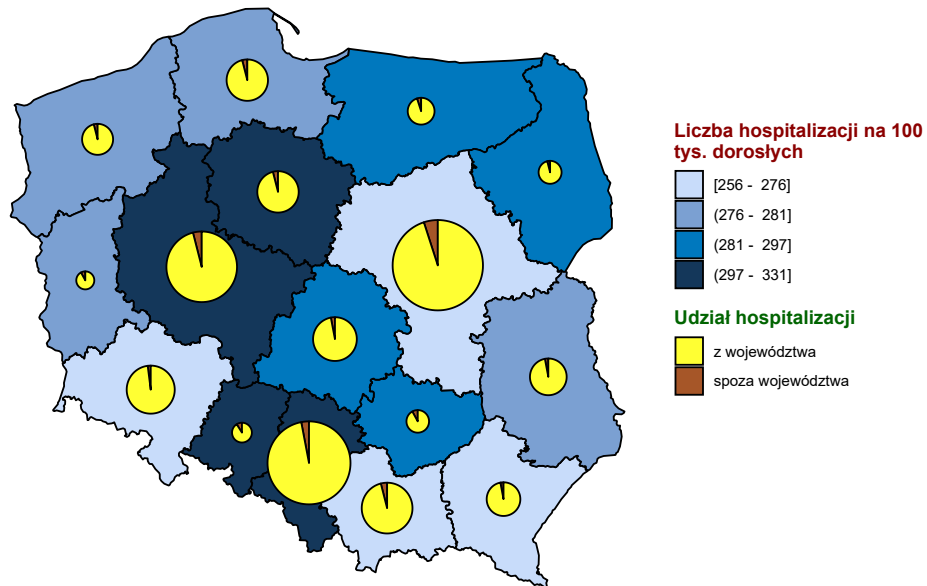 Liczba hospitalizacji na 100
tys. dorosłych
[256 - 276]
(276 - 281]
(281 - 297]
(297 - 331]
Udział hospitalizacji
z województwa
spoza województwa